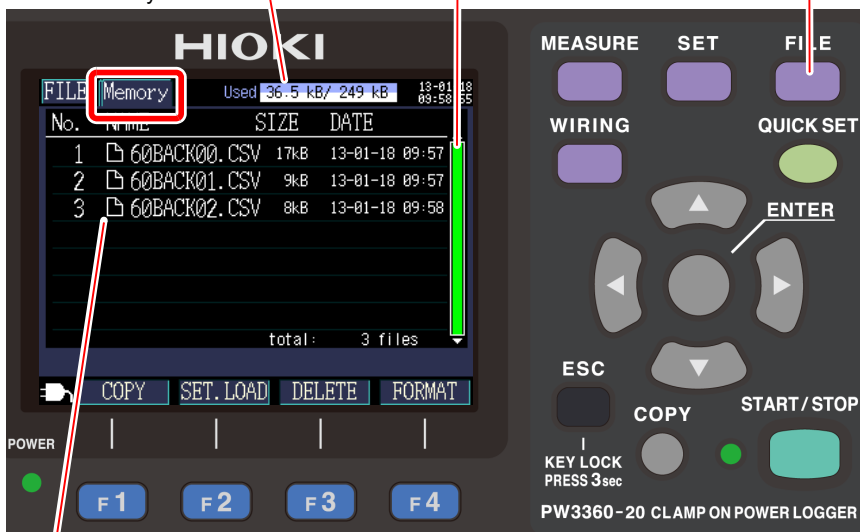 HIOKI
FILE Memory Used 36.5 kB/ 249 kB 13-01-18
09:58:55
No. NAME SIZE DATE
1 60BACK00.CSV 17kB 13-01-18 09:57
2 60BACK01.CSV 9kB 13-01-18 09:57
3 60BACK02.CSV 8kB 13-01-18 09:58
total: 3 files
COPY SET.LOAD DELETE FORMAT
POWER
F1 F2 F3 F4
MEASURE SET FILE
WIRING QUICK SET
ENTER
ESC
COPY START/STOP
KEY LOCK
PRESS 3sec
PW3360-20 CLAMP ON POWER LOGGER